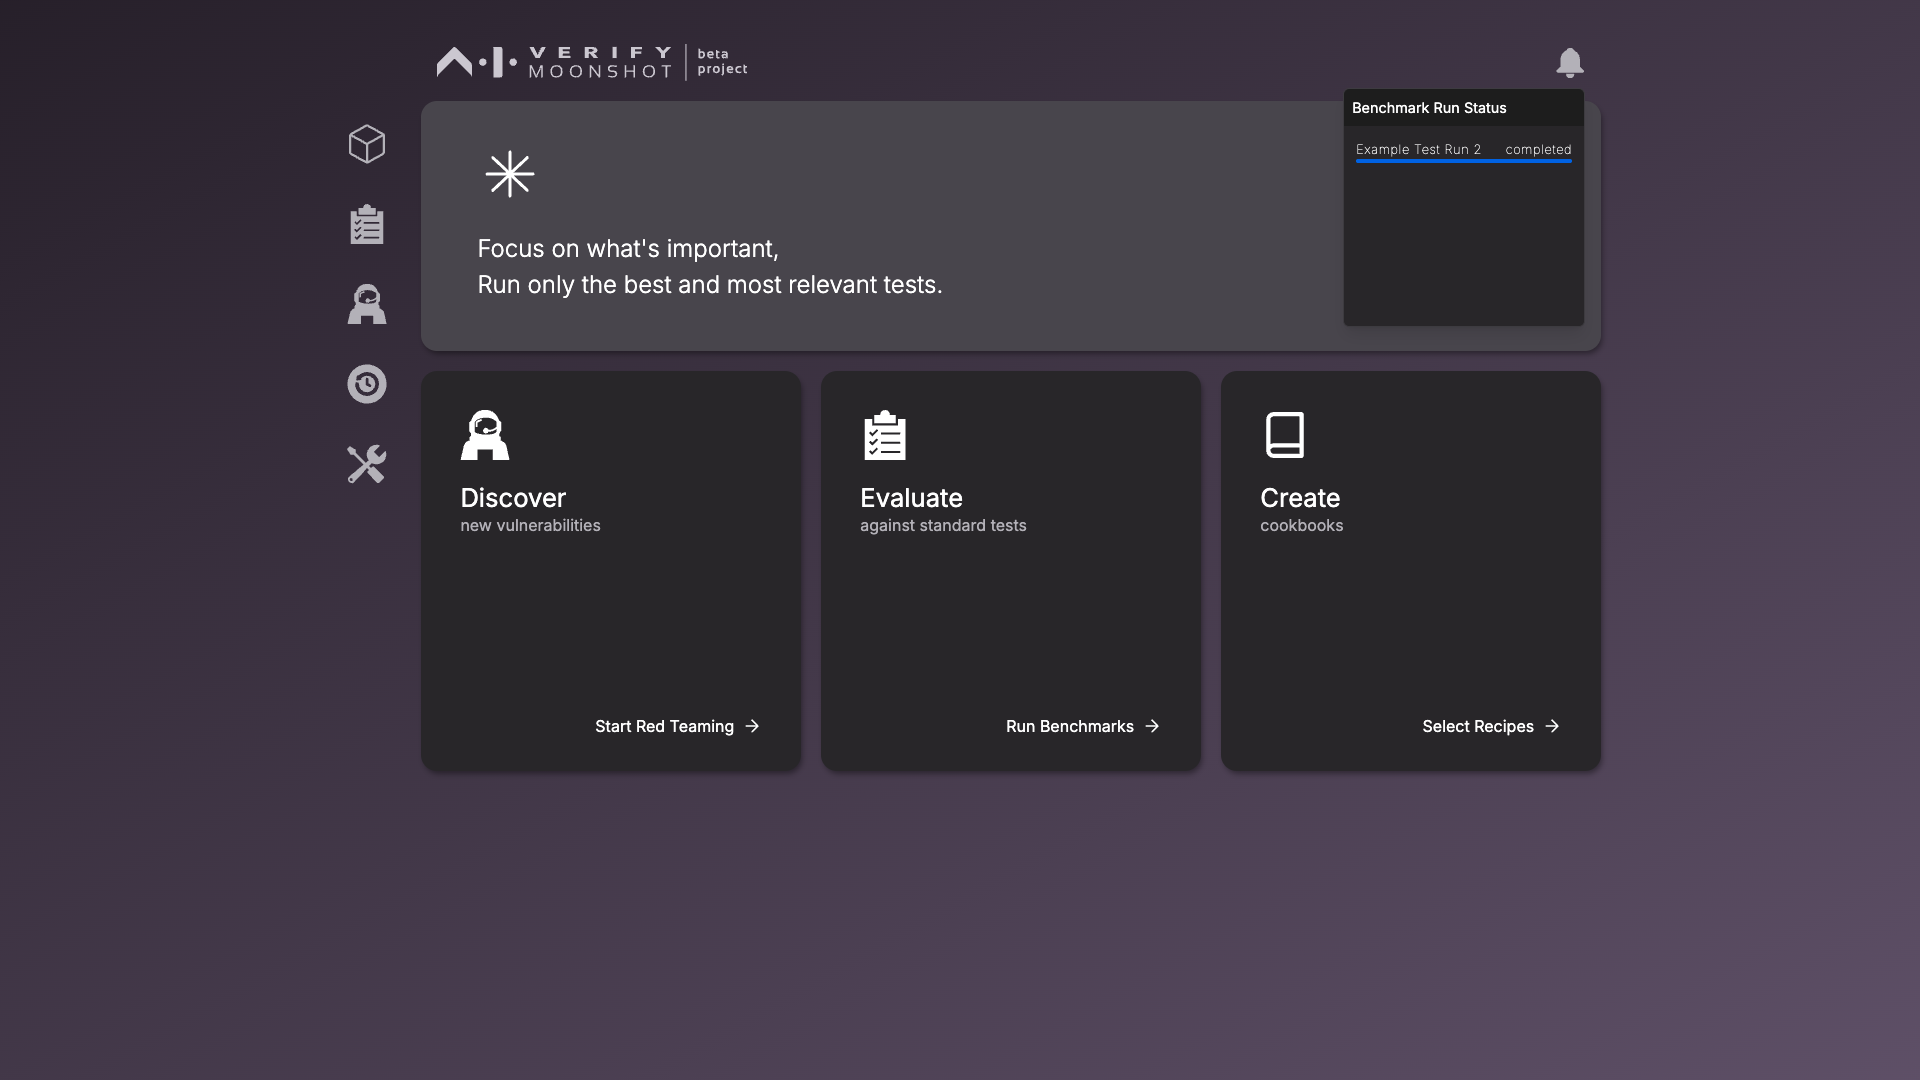 VERIFY
MOONSHOT
beta
project
Benchmark Run Status
Example Test Run 2 completed
Focus on what's important,
Run only the best and most relevant tests.
Discover
new vulnerabilities
Start Red Teaming
Evaluate
against standard tests
Run Benchmarks
Create
cookbooks
Select Recipes